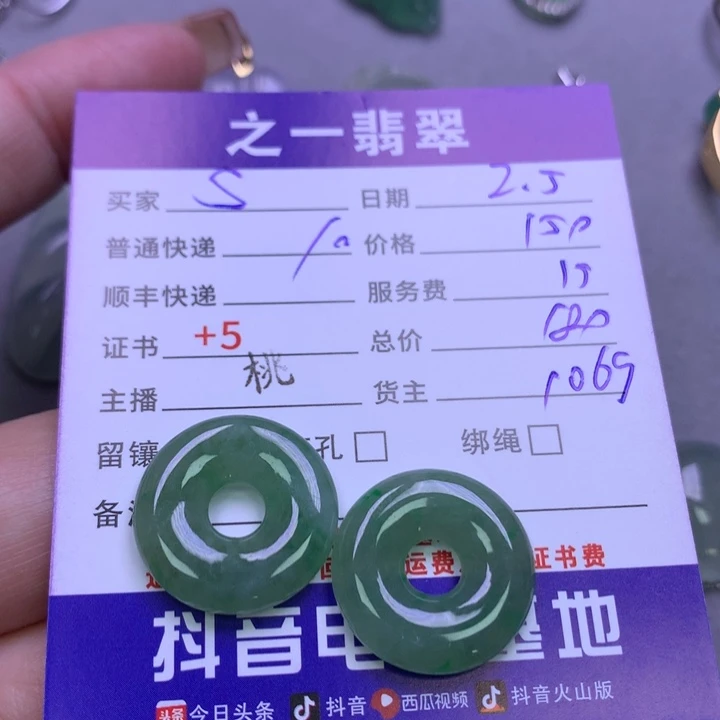 之一翡翠
买家 S 日期 2.5
普通快递 10 价格 150
顺丰快递 服务费 15
证书 +5 总价 180
主播 桃 货主 1069
留镶 孔 绑绳
备
运费 证书费
抖音电 基地
头条 今日头条 抖音 西瓜视频 抖音火山版